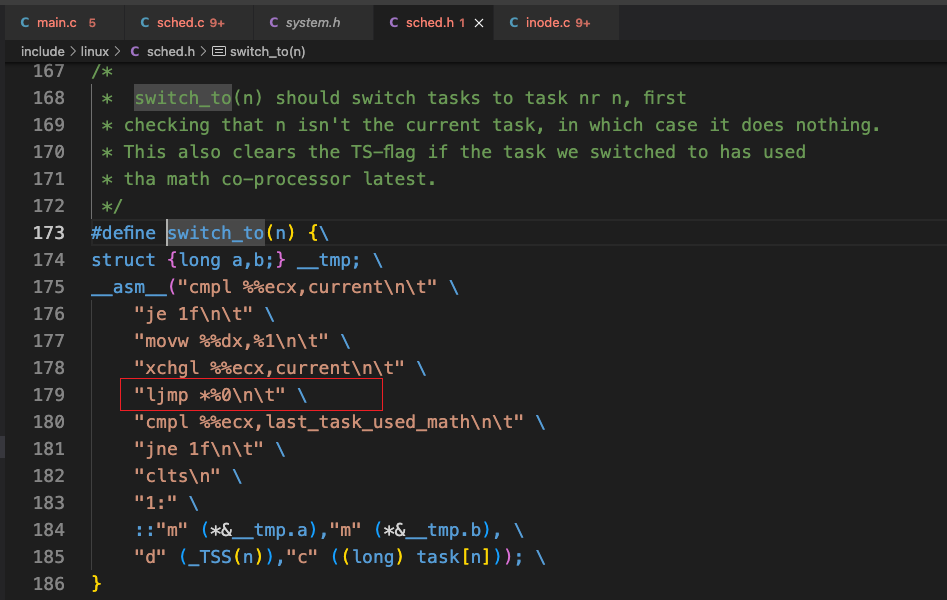 C main.c 5 C sched.c 9+ C system.h C sched.h 1 × C inode.c 9+
include > linux > C sched.h > switch_to(n)
167 /*
168  *  switch_to(n) should switch tasks to task nr n, first
169  * checking that n isn't the current task, in which case it does nothing.
170  * This also clears the TS-flag if the task we switched to has used
171  * tha math co-processor latest.
172  */
173 #define switch_to(n) {\
174 struct {long a,b;} __tmp; \
175 __asm__("cmpl %%ecx,current\n\t" \
176     "je 1f\n\t" \
177     "movw %%dx,%1\n\t" \
178     "xchgl %%ecx,current\n\t" \
179     "ljmp *%0\n\t" \
180     "cmpl %%ecx,last_task_used_math\n\t" \
181     "jne 1f\n\t" \
182     "clts\n" \
183     "1:" \
184     ::"m" (*&__tmp.a),"m" (*&__tmp.b), \
185     "d" (_TSS(n)),"c" ((long) task[n])); \
186 }